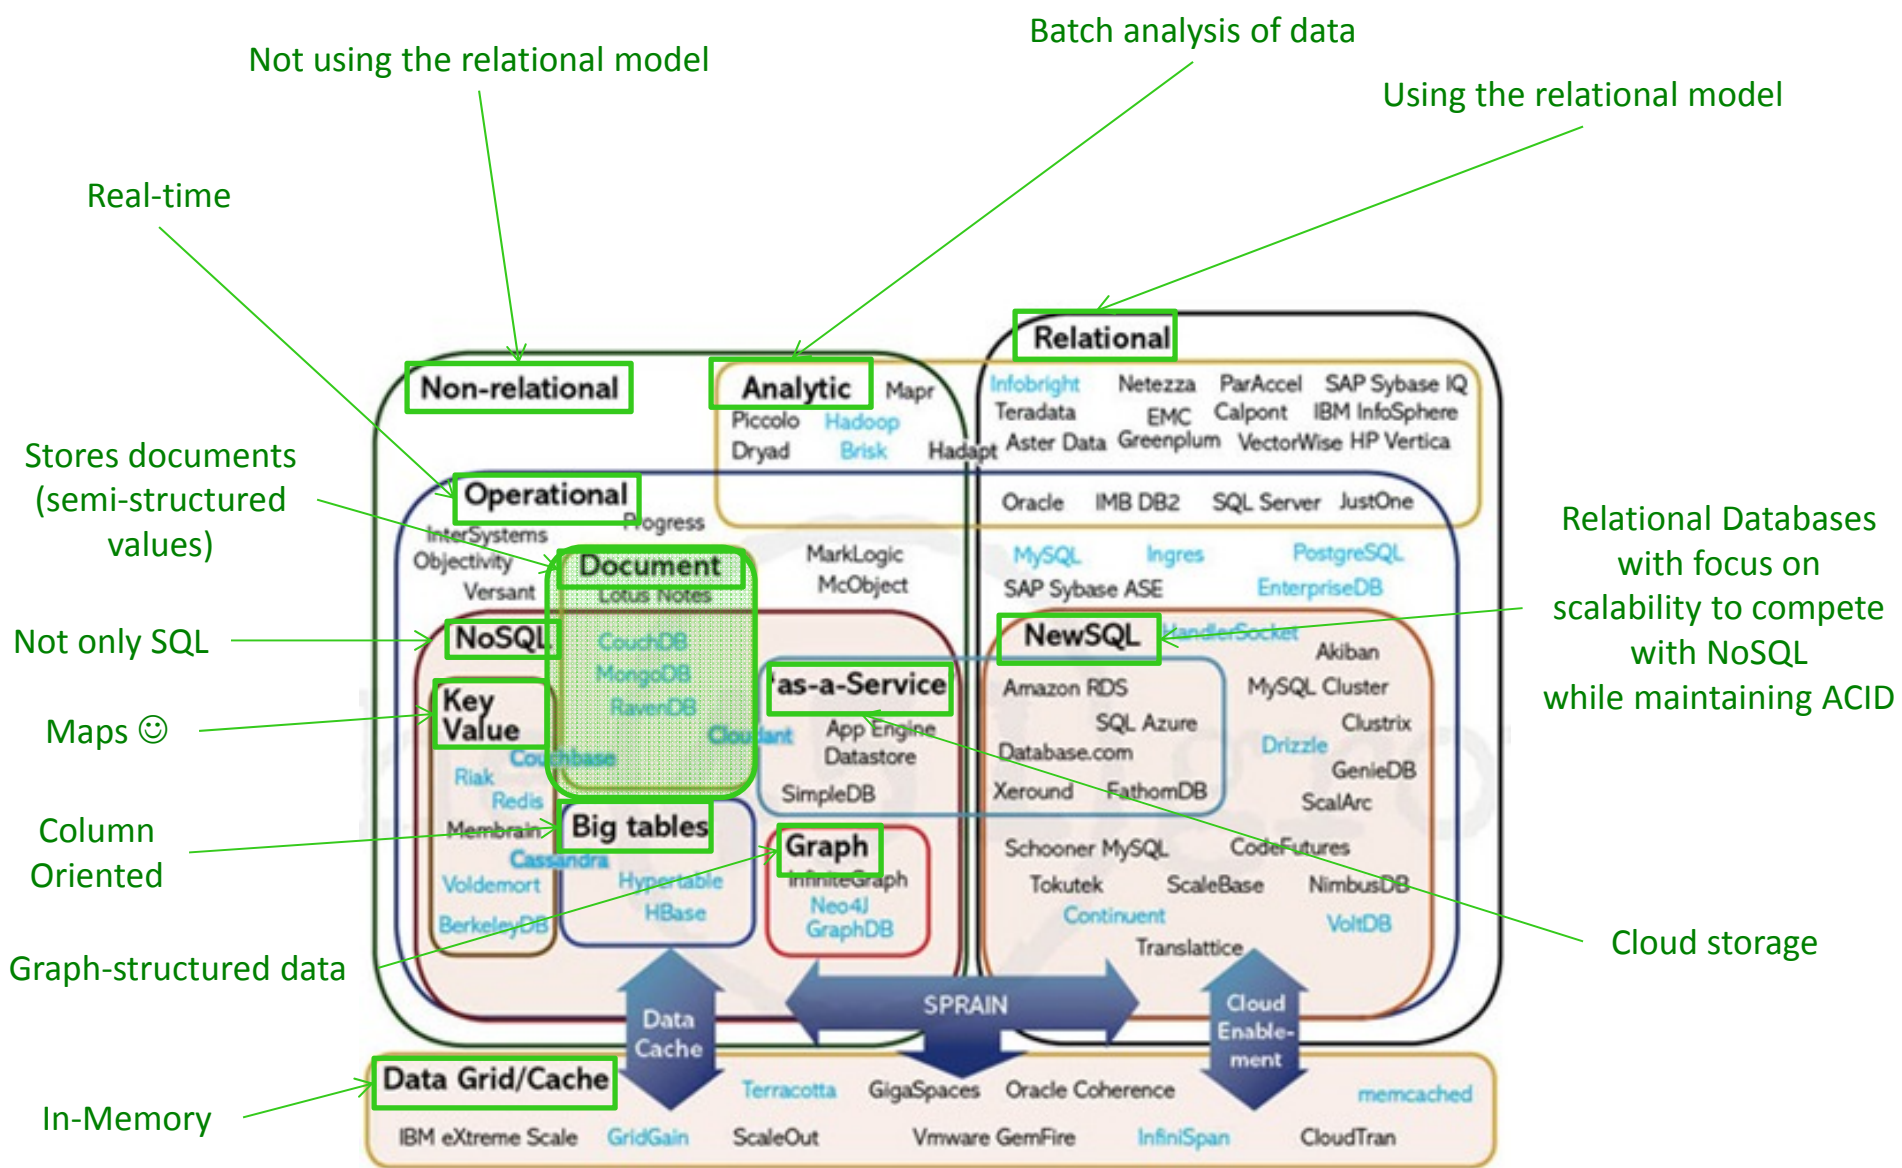 Batch analysis of data
Not using the relational model
Using the relational model
Real-time
Relational
Non-relational
Analytic
Mapr
Piccolo
Hadoop
Dryad
Brisk
Hadapt
Infobright
Netezza
ParAccel
SAP Sybase IQ
Teradata
EMC
Calpont
IBM InfoSphere
Aster Data
Greenplum
VectorWise
HP Vertica
Stores documents
(semi-structured
values)
Operational
Oracle
IMB DB2
SQL Server
JustOne
InterSystems
Progress
Objectivity
Versant
Document
Lotus Notes
MarkLogic
McObject
MySQL
Ingres
PostgreSQL
SAP Sybase ASE
EnterpriseDB
Relational Databases
with focus on
scalability to compete
with NoSQL
while maintaining ACID
Not only SQL
NoSQL
CouchDB
MongoDB
RavenDB
Cloudant
NewSQL
HandlerSocket
Akiban
'as-a-Service
Amazon RDS
MySQL Cluster
App Engine
Datastore
SQL Azure
Clustrix
Database.com
Drizzle
GenieDB
SimpleDB
Xeround
FathomDB
ScalArc
Maps ☺
Key
Value
Couchbase
Riak
Redis
Membrain
Cassandra
Voldemort
BerkeleyDB
Column
Oriented
Big tables
Hypertable
HBase
Graph
InfiniteGraph
Neo4J
GraphDB
Schooner MySQL
CodeFutures
Tokutek
ScaleBase
NimbusDB
Continuent
VoltDB
Translattice
Graph-structured data
Cloud storage
Data
Cache
SPRAIN
Cloud
Enable-
ment
In-Memory
Data Grid/Cache
Terracotta
GigaSpaces
Oracle Coherence
memcached
IBM eXtreme Scale
GridGain
ScaleOut
Vmware GemFire
InfiniSpan
CloudTran